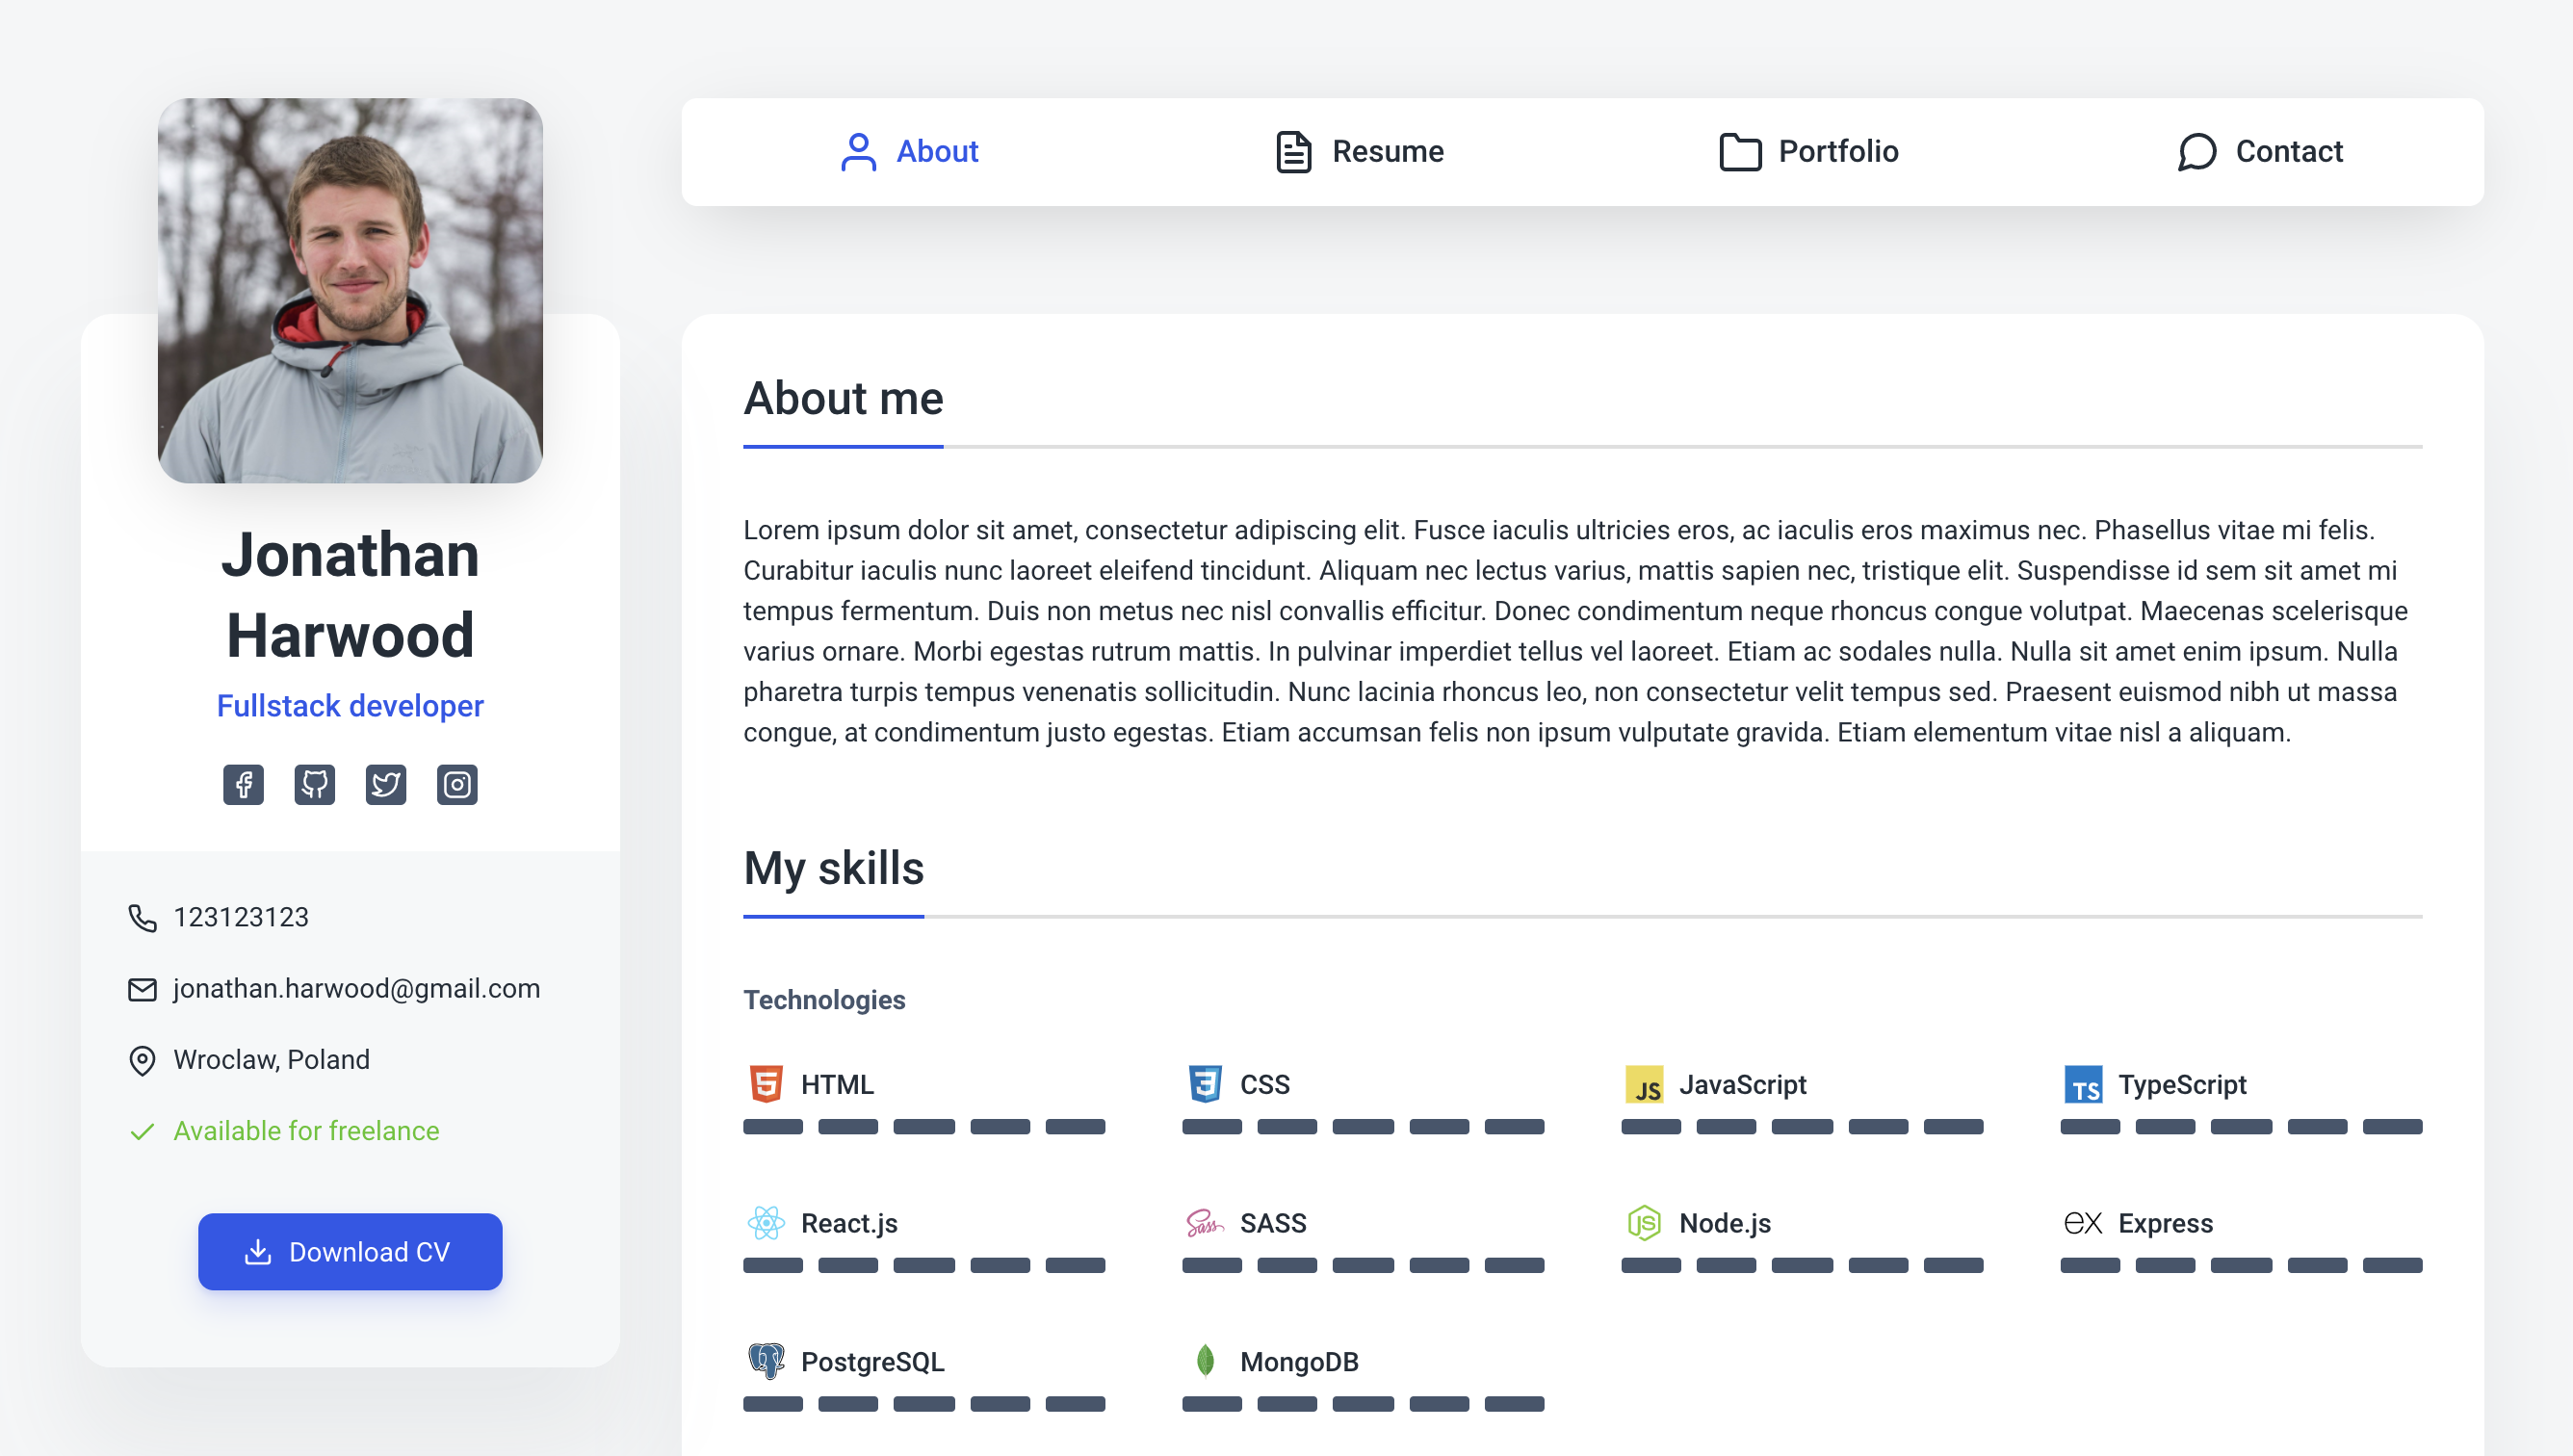 About
Resume
Portfolio
Contact
Jonathan
Harwood
Fullstack developer
123123123
jonathan.harwood@gmail.com
Wroclaw, Poland
Available for freelance
Download CV
About me
Lorem ipsum dolor sit amet, consectetur adipiscing elit. Fusce iaculis ultricies eros, ac iaculis eros maximus nec. Phasellus vitae mi felis.
Curabitur iaculis nunc laoreet eleifend tincidunt. Aliquam nec lectus varius, mattis sapien nec, tristique elit. Suspendisse id sem sit amet mi
tempus fermentum. Duis non metus nec nisl convallis efficitur. Donec condimentum neque rhoncus congue volutpat. Maecenas scelerisque
varius ornare. Morbi egestas rutrum mattis. In pulvinar imperdiet tellus vel laoreet. Etiam ac sodales nulla. Nulla sit amet enim ipsum. Nulla
pharetra turpis tempus venenatis sollicitudin. Nunc lacinia rhoncus leo, non consectetur velit tempus sed. Praesent euismod nibh ut massa
congue, at condimentum justo egestas. Etiam accumsan felis non ipsum vulputate gravida. Etiam elementum vitae nisl a aliquam.
My skills
Technologies
5 HTML
3 CSS
JS JavaScript
TS TypeScript
React.js
Sass SASS
JS Node.js
ex Express
PostgreSQL
MongoDB